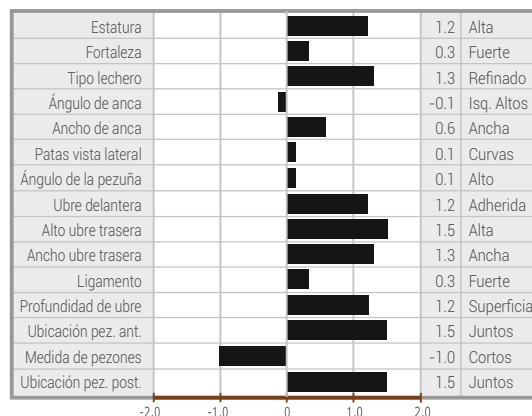 Estatura 1.2 Alta
Fortaleza 0.3 Fuerte
Tipo lechero 1.3 Refinado
Ángulo de anca -0.1 Isq. Altos
Ancho de anca 0.6 Ancha
Patas vista lateral 0.1 Curvas
Ángulo de la pezuña 0.1 Alto
Ubre delantera 1.2 Adherida
Alto ubre trasera 1.5 Alta
Ancho ubre trasera 1.3 Ancha
Ligamento 0.3 Fuerte
Profundidad de ubre 1.2 Superficia
Ubicación pez. ant. 1.5 Juntos
Medida de pezones -1.0 Cortos
Ubicación pez. post. 1.5 Juntos
-2.0 -1.0 0 1.0 2.0